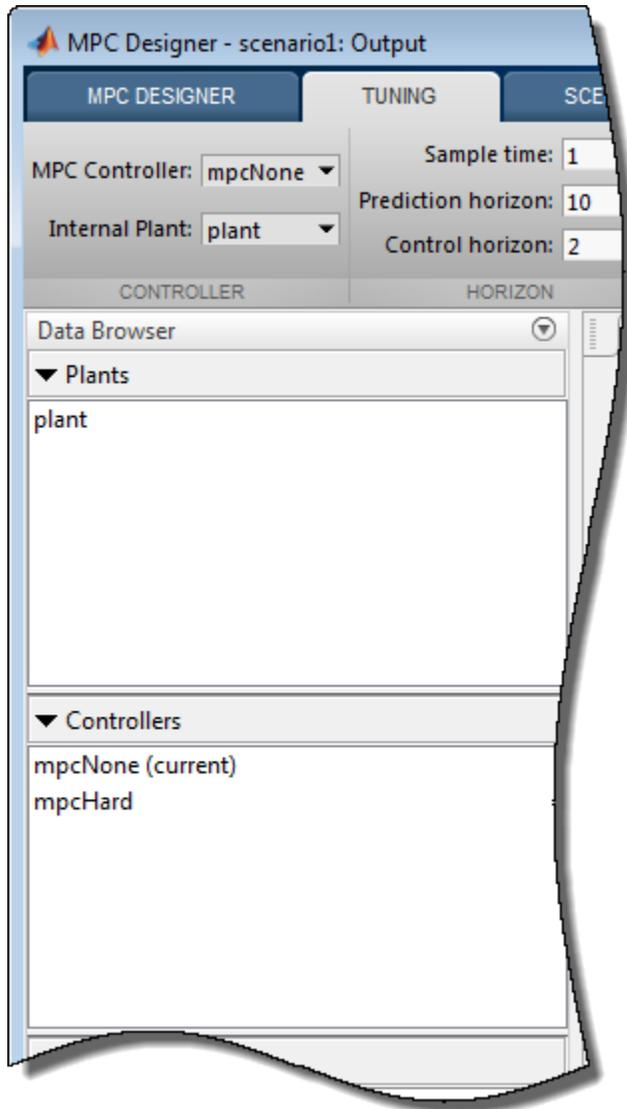 MPC Designer - scenario1: Output
MPC DESIGNER TUNING
MPC Controller: mpcNone
Internal Plant: plant
CONTROLLER
Sample time: 1
Prediction horizon: 10
Control horizon: 2
HORIZON
Data Browser
Plants
plant
Controllers
mpcNone (current)
mpcHard